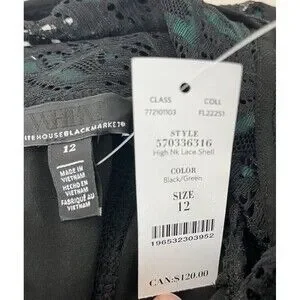 WHITE HOUSE BLACK MARKET
12
MADE IN
VIETNAM
HECHO EN
VIETNAM
FABRIQUÉ AU
VIETNAM
CLASS COLL
772101103 FL22251
STYLE
570336316
High Nk Lace Shell
COLOR
Black/Green
SIZE
12
196532303952
CAN:$120.00